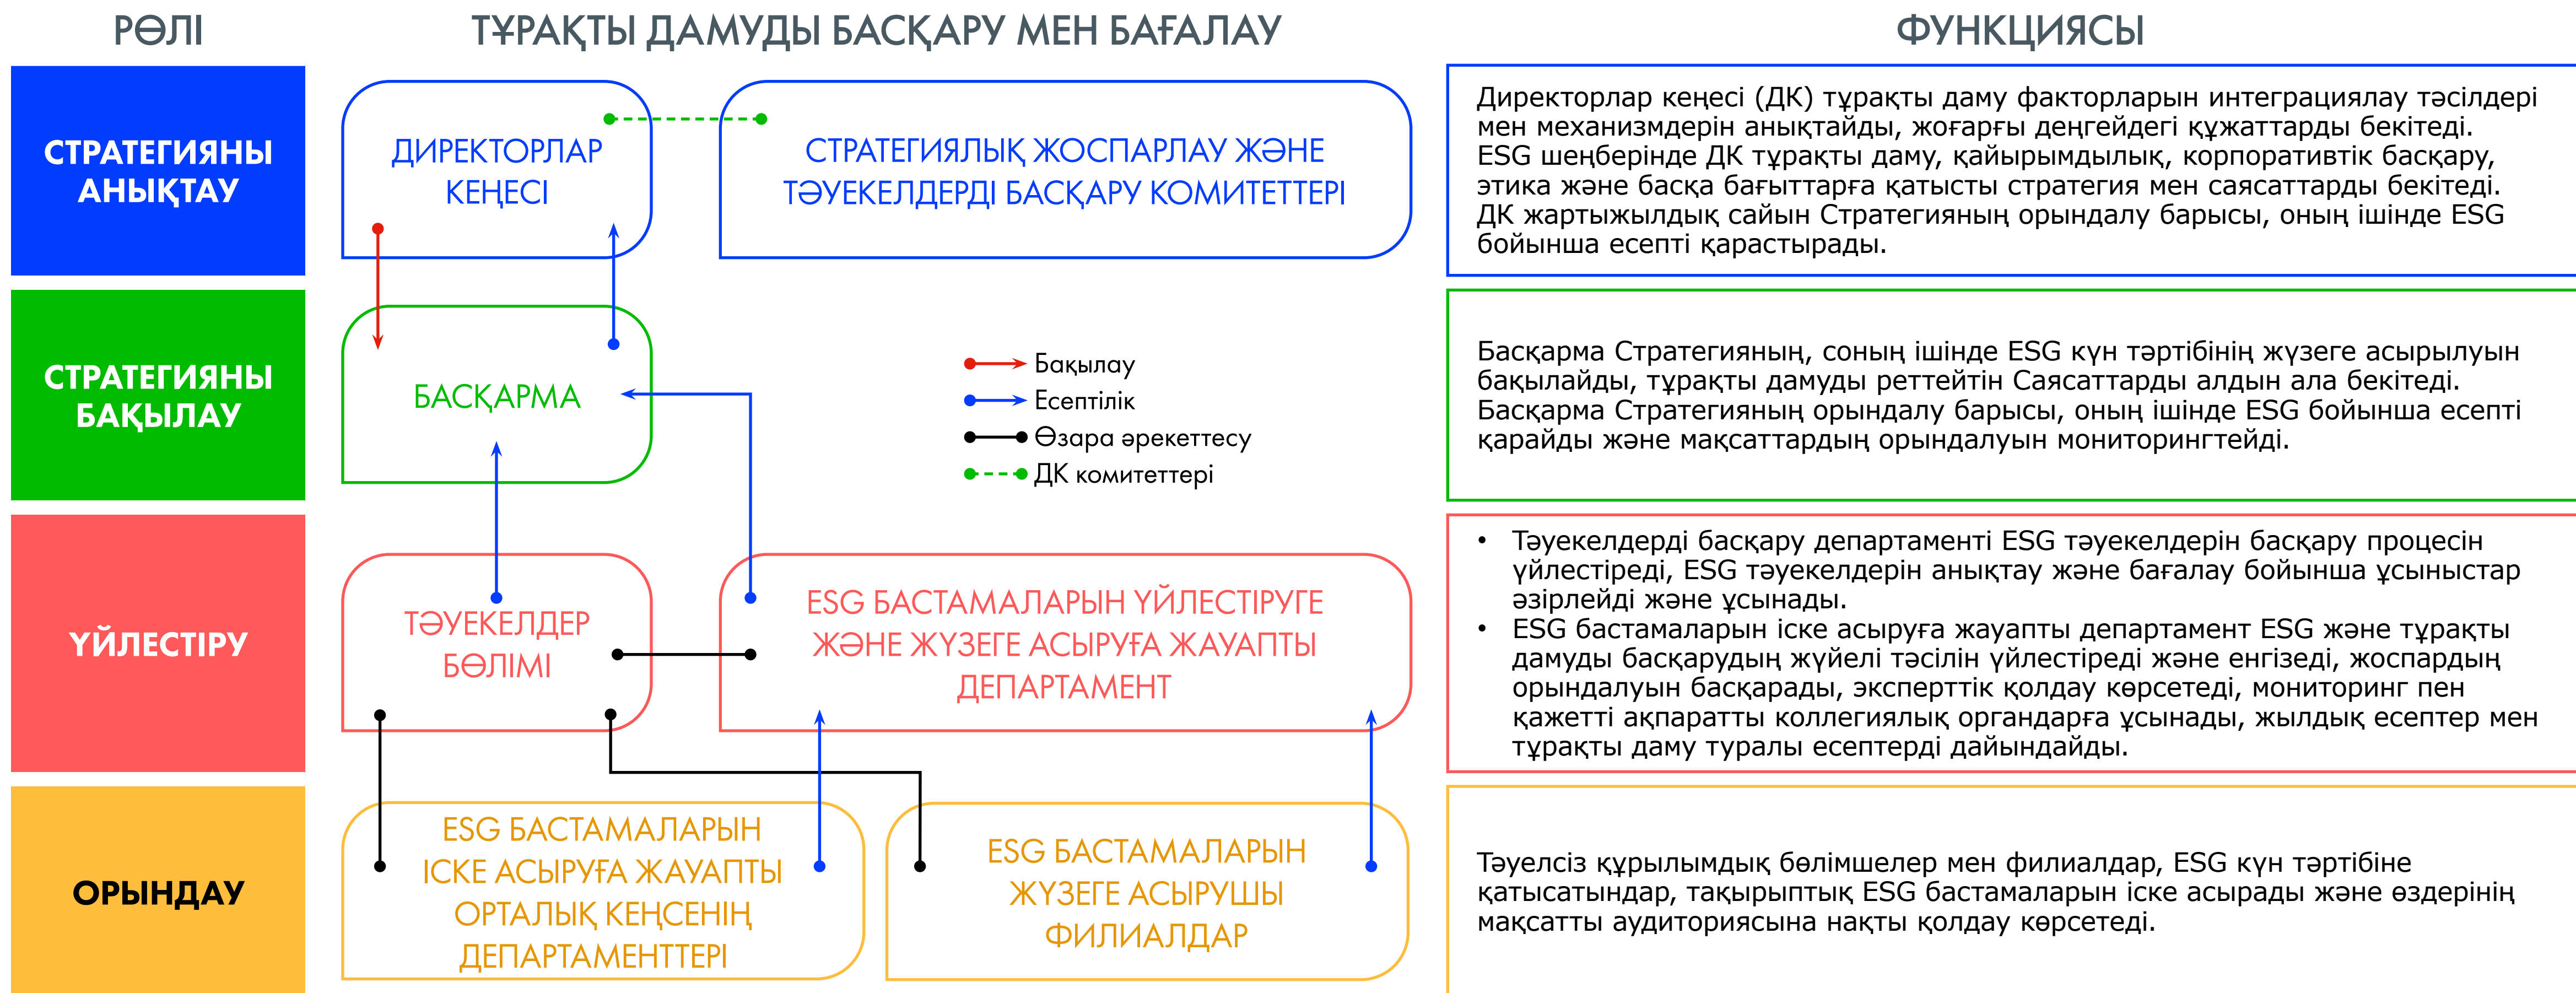 РӨЛІ
ТҰРАҚТЫ ДАМУДЫ БАСҚАРУ МЕН БАҒАЛАУ
ФУНКЦИЯСЫ
СТРАТЕГИЯНЫ
АНЫҚТАУ
ДИРЕКТОРЛАР
КЕҢЕСІ
СТРАТЕГИЯЛЫҚ ЖОСПАРЛАУ ЖӘНЕ
ТӘУЕКЕЛДЕРДІ БАСҚАРУ КОМИТЕТТЕРІ
Директорлар кеңесі (ДК) тұрақты даму факторларын интеграциялау тәсілдері
мен механизмдерін анықтайды, жоғарғы деңгейдегі құжаттарды бекітеді.
ESG шеңберінде ДК тұрақты даму, қайырымдылық, корпоративтік басқару,
этика және басқа бағыттарға қатысты стратегия мен саясаттарды бекітеді.
ДК жартыжылдық сайын Стратегияның орындалу барысы, оның ішінде ESG
бойынша есепті қарастырады.
СТРАТЕГИЯНЫ
БАҚЫЛАУ
БАСҚАРМА
Бақылау
Есептілік
Өзара әрекеттесу
ДК комитеттері
Басқарма Стратегияның, соның ішінде ESG күн тәртібінің жүзеге асырылуын
бақылайды, тұрақты дамуды реттейтін Саясаттарды алдын ала бекітеді.
Басқарма Стратегияның орындалу барысы, оның ішінде ESG бойынша есепті
қарайды және мақсаттардың орындалуын мониторингтейді.
ҮЙЛЕСТІРУ
ТӘУЕКЕЛДЕР
БӨЛІМІ
ESG БАСТАМАЛАРЫН ҮЙЛЕСТІРУГЕ
ЖӘНЕ ЖҮЗЕГЕ АСЫРУҒА ЖАУАПТЫ
ДЕПАРТАМЕНТ
• Тәуекелдерді басқару департаменті ESG тәуекелдерін басқару процесін
үйлестіреді, ESG тәуекелдерін анықтау және бағалау бойынша ұсыныстар
әзірлейді және ұсынады.
• ESG бастамаларын іске асыруға жауапты департамент ESG және тұрақты
дамуды басқарудың жүйелі тәсілін үйлестіреді және енгізеді, жоспардың
орындалуын басқарады, эксперттік қолдау көрсетеді, мониторинг пен
қажетті ақпаратты коллегиялық органдарға ұсынады, жылдық есептер мен
тұрақты даму туралы есептерді дайындайды.
ОРЫНДАУ
ESG БАСТАМАЛАРЫН
ІСКЕ АСЫРУҒА ЖАУАПТЫ
ОРТАЛЫҚ КЕҢСЕНІҢ
ДЕПАРТАМЕНТТЕРІ
ESG БАСТАМАЛАРЫН
ЖҮЗЕГЕ АСЫРУШЫ
ФИЛИАЛДАР
Тәуелсіз құрылымдық бөлімшелер мен филиалдар, ESG күн тәртібіне
қатысатындар, тақырыптық ESG бастамаларын іске асырады және өздерінің
мақсатты аудиториясына нақты қолдау көрсетеді.